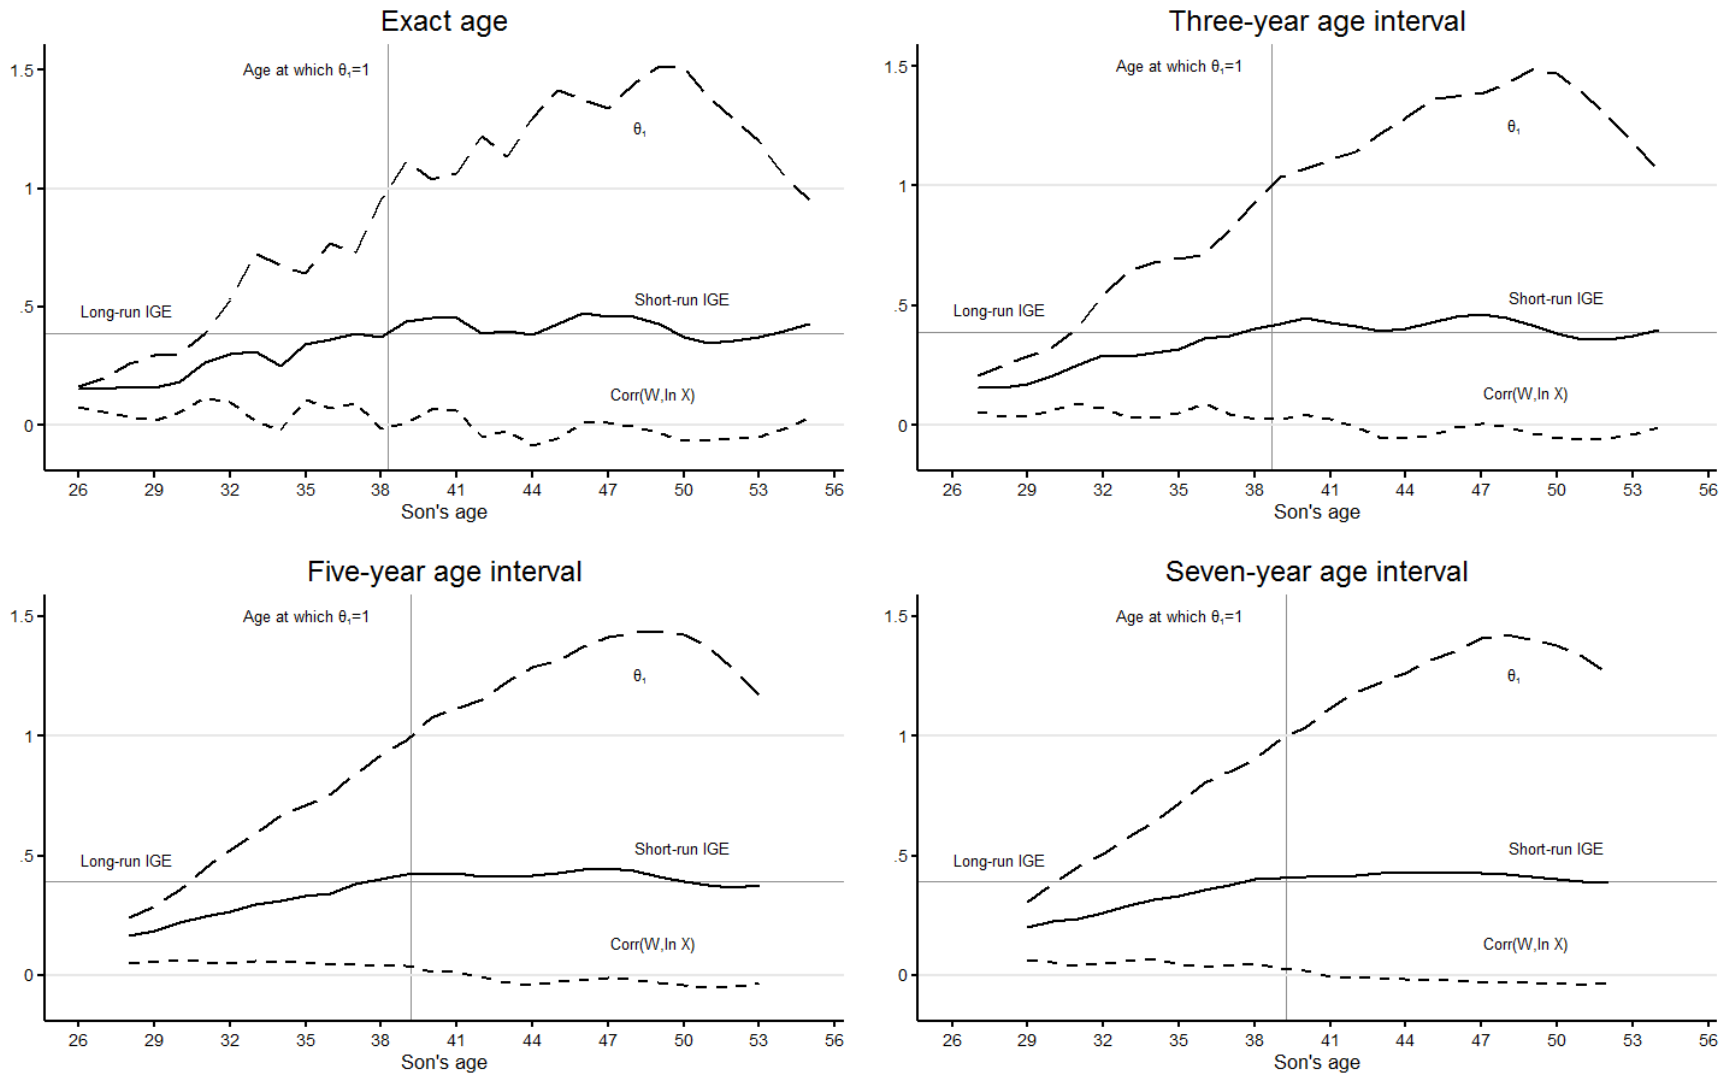 Exact age
Age at which θ₁=1
1.5
θ₁
1
.5
Long-run IGE
Short-run IGE
Corr(W,ln X)
0
26 29 32 35 38 41 44 47 50 53 56
Son's age
Three-year age interval
Age at which θ₁=1
1.5
θ₁
1
.5
Long-run IGE
Short-run IGE
Corr(W,ln X)
0
26 29 32 35 38 41 44 47 50 53 56
Son's age
Five-year age interval
Age at which θ₁=1
1.5
θ₁
1
.5
Long-run IGE
Short-run IGE
Corr(W,ln X)
0
26 29 32 35 38 41 44 47 50 53 56
Son's age
Seven-year age interval
Age at which θ₁=1
1.5
θ₁
1
.5
Long-run IGE
Short-run IGE
Corr(W,ln X)
0
26 29 32 35 38 41 44 47 50 53 56
Son's age